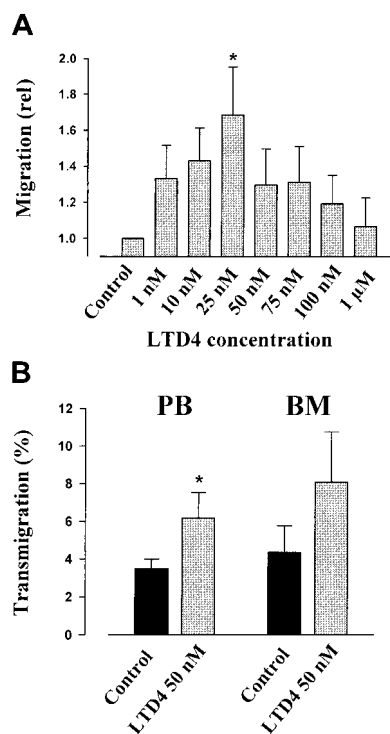 A
Migration (rel)
2.0
1.8
1.6
1.4
1.2
1.0
*
Control
1 nM
10 nM
25 nM
50 nM
75 nM
100 nM
1 µM
LTD4 concentration
B
PB BM
Transmigration (%)
12
10
8
6
4
2
0
*
Control
LTD4 50 nM
Control
LTD4 50 nM